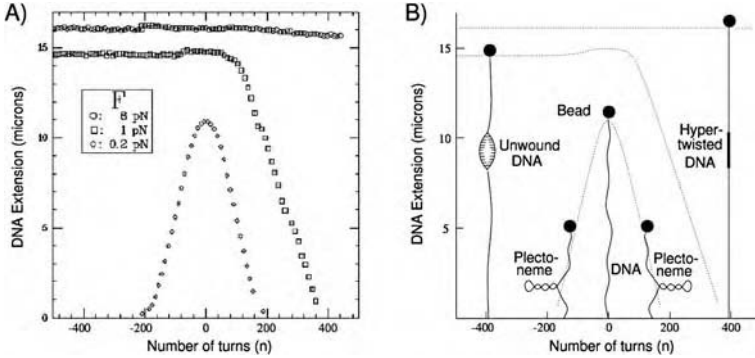 A)
DNA Extension (microns)
15
10
5
0
F
○: 8 pN
□: 1 pN
◇: 0.2 pN
-400 -200 0 200 400
Number of turns (n)
B)
DNA Extension (microns)
15
10
5
Bead
Unwound
DNA
Hyper-
twisted
DNA
Plecto-
neme
DNA
Plecto-
neme
-400 -200 0 200 400
Number of turns (n)